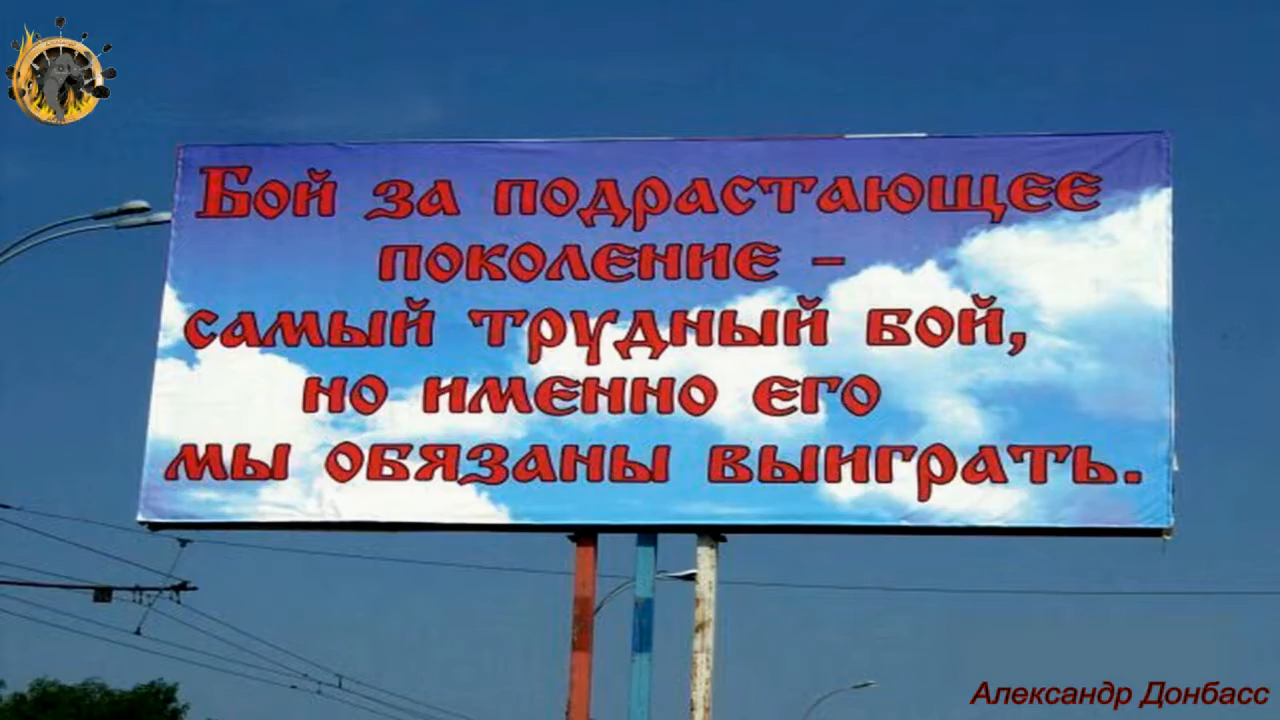 Бой за подрастающее
поколение –
самый трудный бой,
но именно его
мы обязаны выиграть.
Александр Донбасс